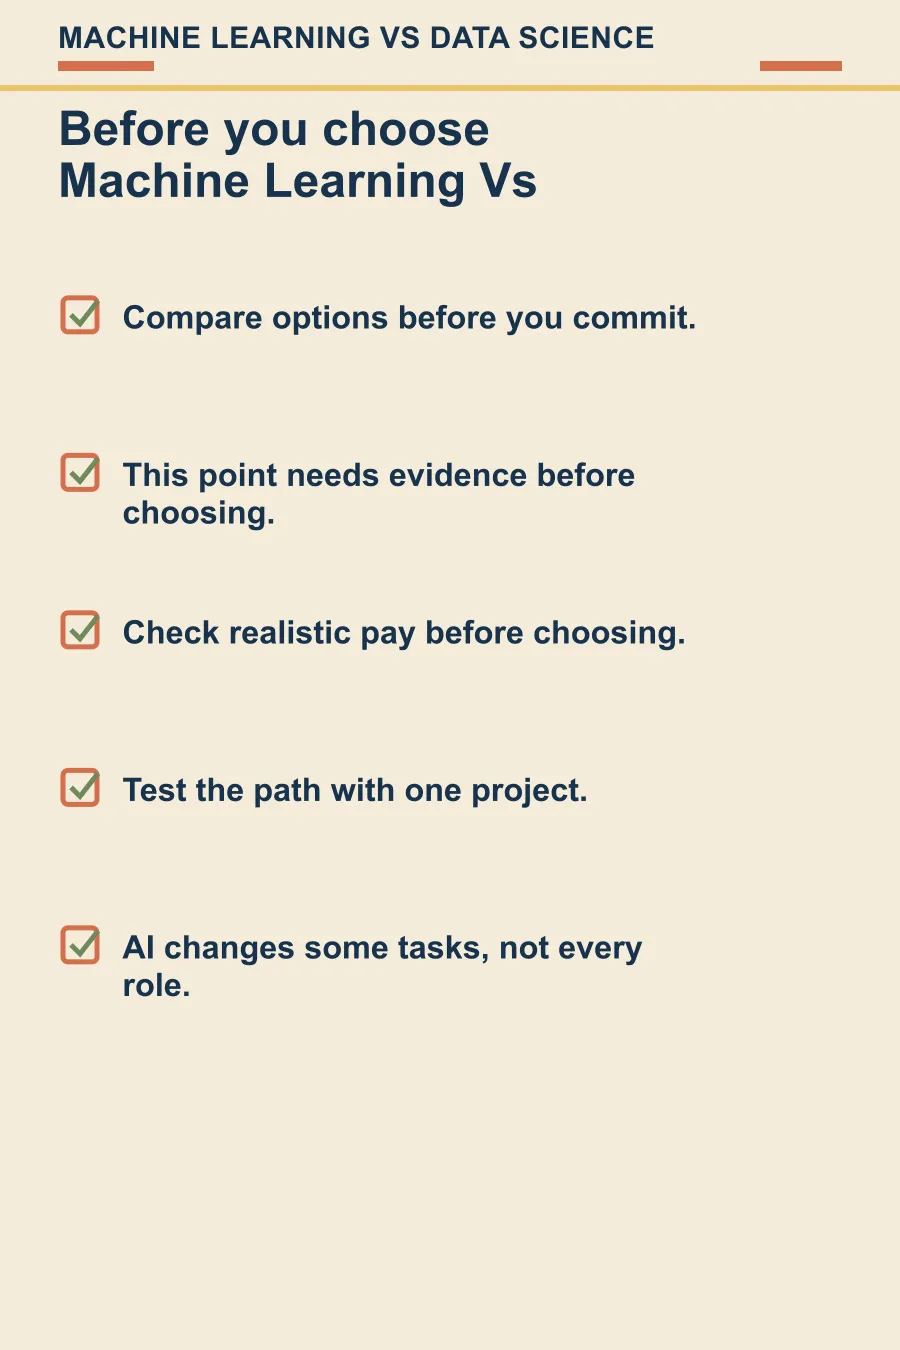 MACHINE LEARNING VS DATA SCIENCE
Before you choose
Machine Learning Vs
Compare options before you commit.
This point needs evidence before
choosing.
Check realistic pay before choosing.
Test the path with one project.
AI changes some tasks, not every
role.